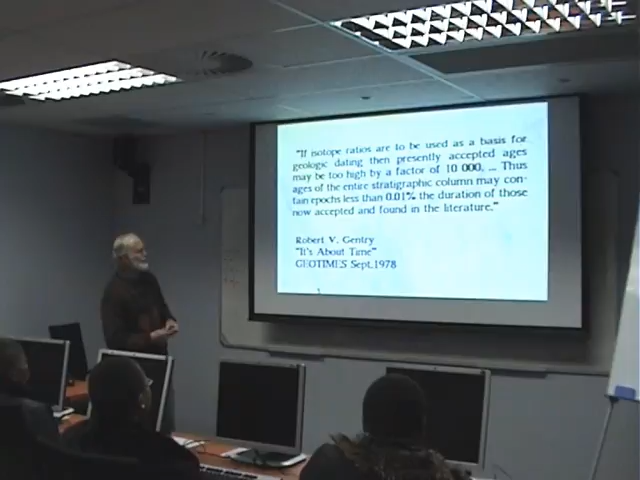 "If isotope ratios are to be used as a basis for
geologic dating then presently accepted ages
may be too high by a factor of 10 000, ... Thus
ages of the entire stratigraphic column may con-
tain epochs less than 0.01% the duration of those
now accepted and found in the literature."
Robert V. Gentry
"It's About Time"
GEOTIMES Sept.1978